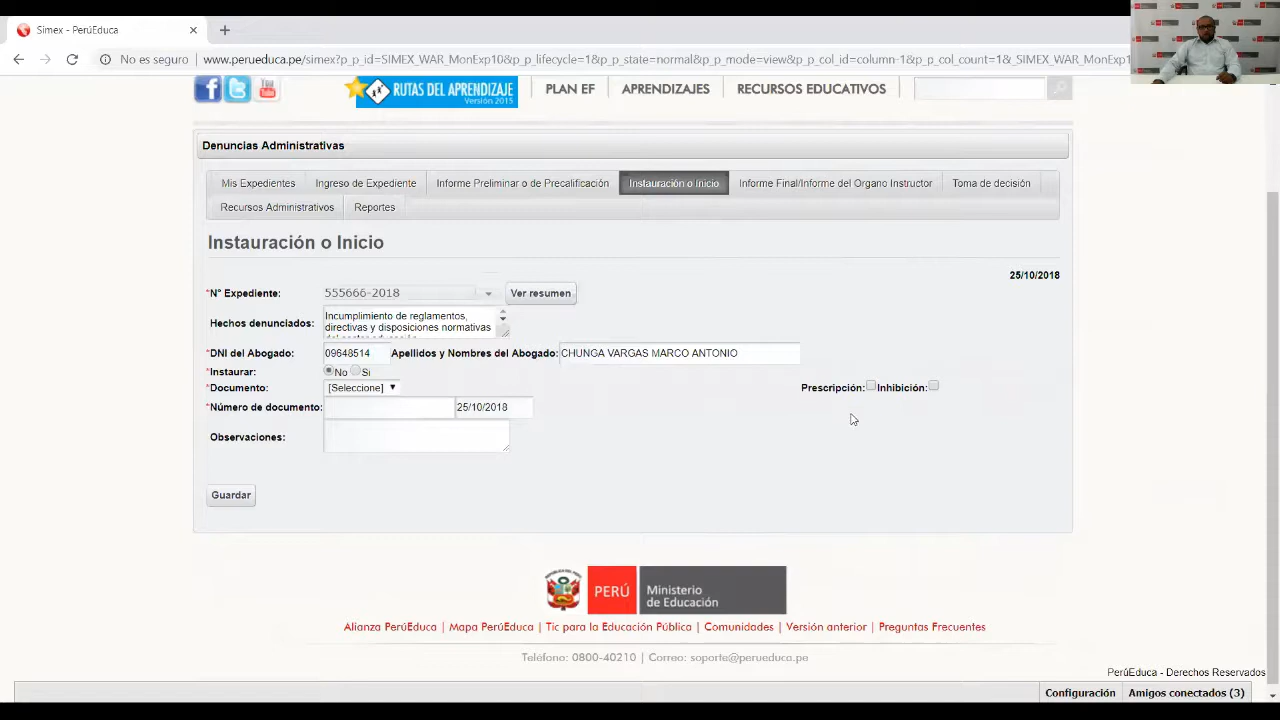 Simex - PerúEduca
No es seguro | www.perueduca.pe/simex?p_p_id=SIMEX_WAR_MonExp10&p_p_lifecycle=1&p_p_state=normal&p_p_mode=view&p_p_col_id=column-1&p_p_col_count=1&_SIMEX_WAR_MonExp1
RUTAS DEL APRENDIZAJE
Versión 2015
PLAN EF
APRENDIZAJES
RECURSOS EDUCATIVOS
Denuncias Administrativas
Mis Expedientes
Ingreso de Expediente
Informe Preliminar o de Precalificación
Instauración o Inicio
Informe Final/Informe del Organo Instructor
Toma de decisión
Recursos Administrativos
Reportes
Instauración o Inicio
25/10/2018
*N° Expediente: 555666-2018 Ver resumen
Hechos denunciados: Incumplimiento de reglamentos,
directivas y disposiciones normativas
*DNI del Abogado: 09648514 Apellidos y Nombres del Abogado: CHUNGA VARGAS MARCO ANTONIO
*Instaurar: No Si
*Documento: [Seleccione] Prescripción: Inhibición:
*Número de documento: 25/10/2018
Observaciones:
Guardar
PERÚ Ministerio
de Educación
Alianza PerúEduca | Mapa PerúEduca | Tic para la Educación Pública | Comunidades | Versión anterior | Preguntas Frecuentes
Teléfono: 0800-40210 | Correo: soporte@perueduca.pe
PerúEduca - Derechos Reservados
Configuración Amigos conectados (3)